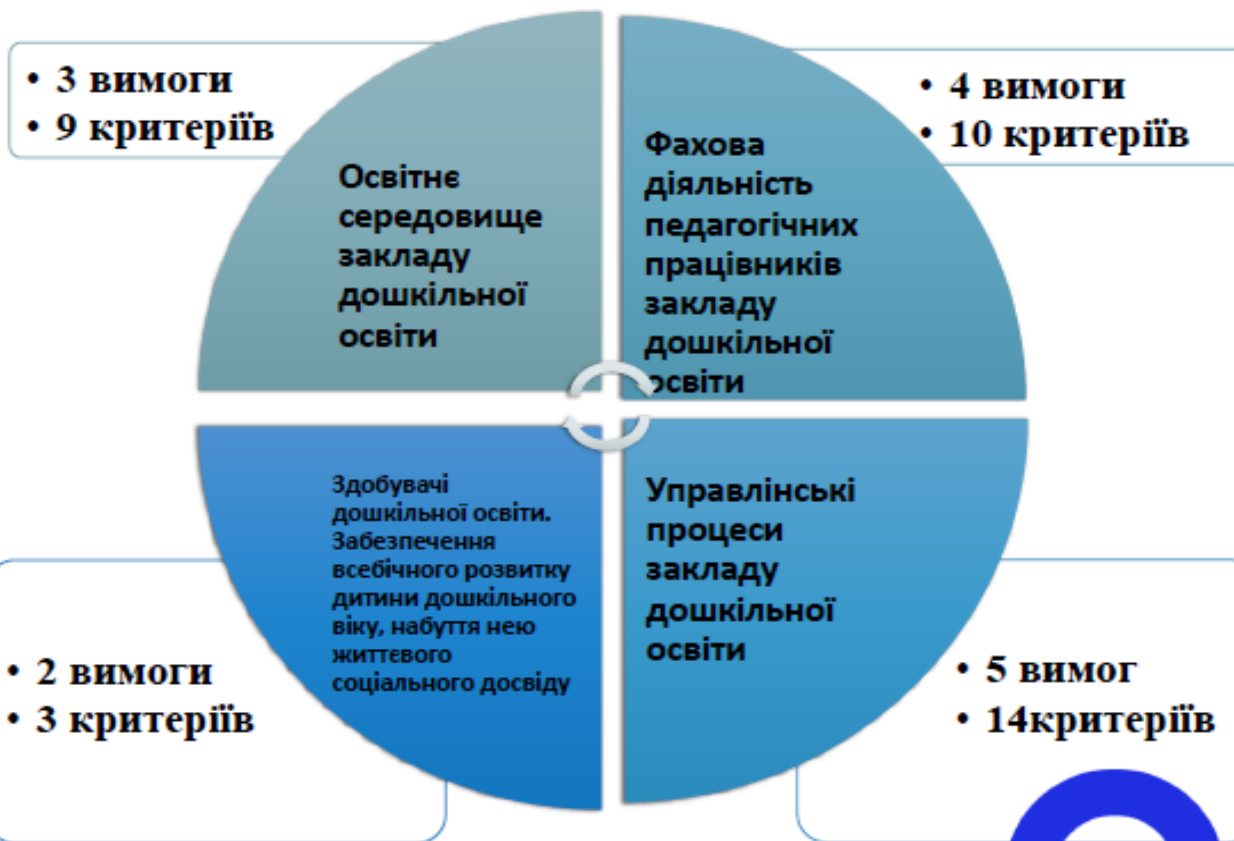 • 3 вимоги
• 9 критеріїв
Освітнє
середовище
закладу
дошкільної
освіти
Фахова
діяльність
педагогічних
працівників
закладу
дошкільної
освіти
• 4 вимоги
• 10 критеріїв
Здобувачі
дошкільної освіти.
Забезпечення
всебічного розвитку
дитини дошкільного
віку, набуття нею
життєвого
соціального досвіду
• 2 вимоги
• 3 критеріїв
Управлінські
процеси
закладу
дошкільної
освіти
• 5 вимог
• 14критеріїв